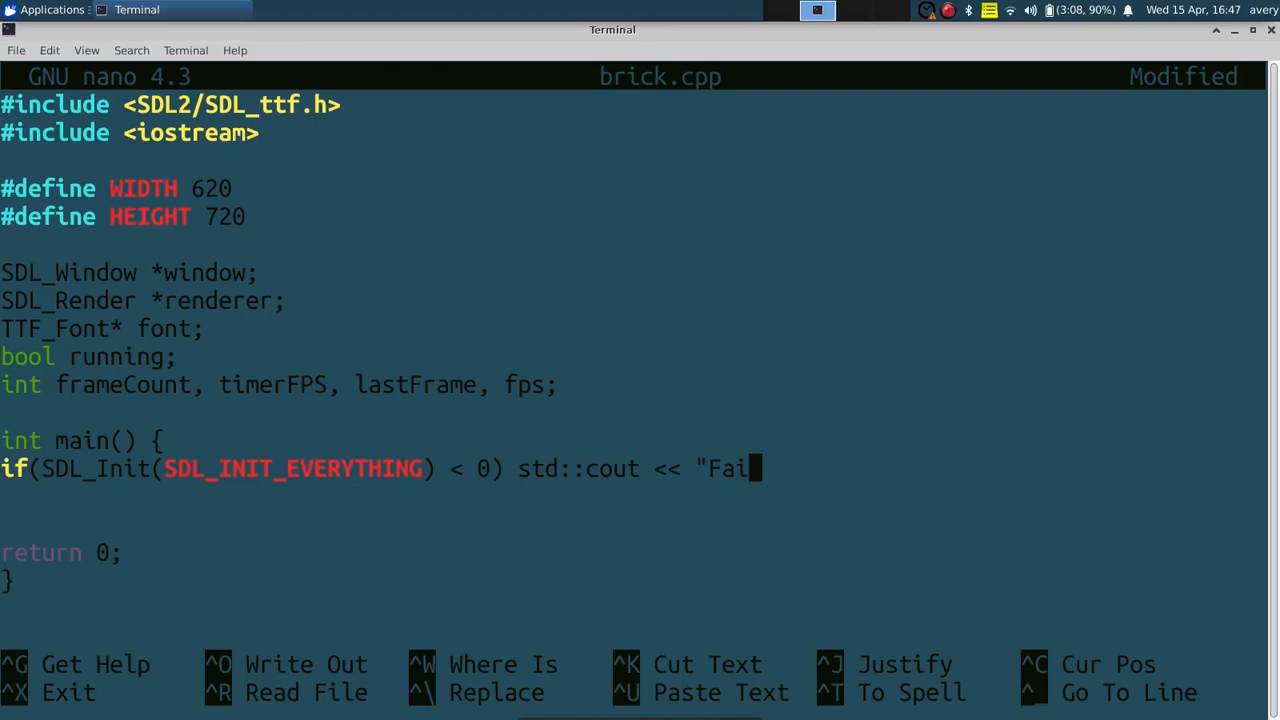 Applications Terminal (3:08, 90%) Wed 15 Apr, 16:47 avery
Terminal
File Edit View Search Terminal Help
GNU nano 4.3 brick.cpp Modified
#include <SDL2/SDL_ttf.h>
#include <iostream>
#define WIDTH 620
#define HEIGHT 720
SDL_Window *window;
SDL_Render *renderer;
TTF_Font* font;
bool running;
int frameCount, timerFPS, lastFrame, fps;
int main() {
if(SDL_Init(SDL_INIT_EVERYTHING) < 0) std::cout << "Fai
return 0;
}
^G Get Help ^O Write Out ^W Where Is ^K Cut Text ^J Justify ^C Cur Pos
^X Exit ^R Read File ^\ Replace ^U Paste Text ^T To Spell ^_ Go To Line